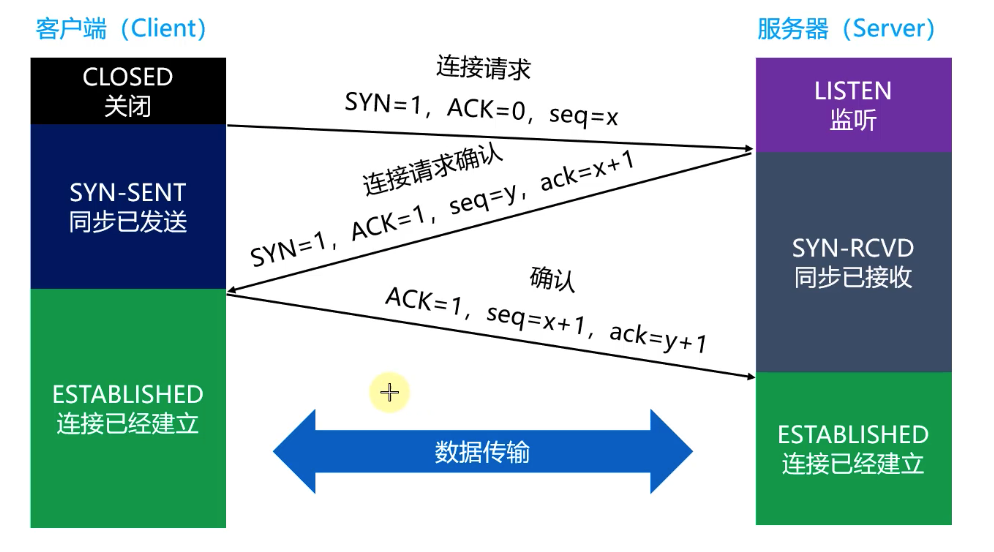 客户端（Client）
服务器（Server）
CLOSED
关闭
连接请求
SYN=1，ACK=0，seq=x
LISTEN
监听
连接请求确认
SYN=1，ACK=1，seq=y，ack=x+1
SYN-SENT
同步已发送
SYN-RCVD
同步已接收
确认
ACK=1，seq=x+1，ack=y+1
ESTABLISHED
连接已经建立
数据传输
ESTABLISHED
连接已经建立